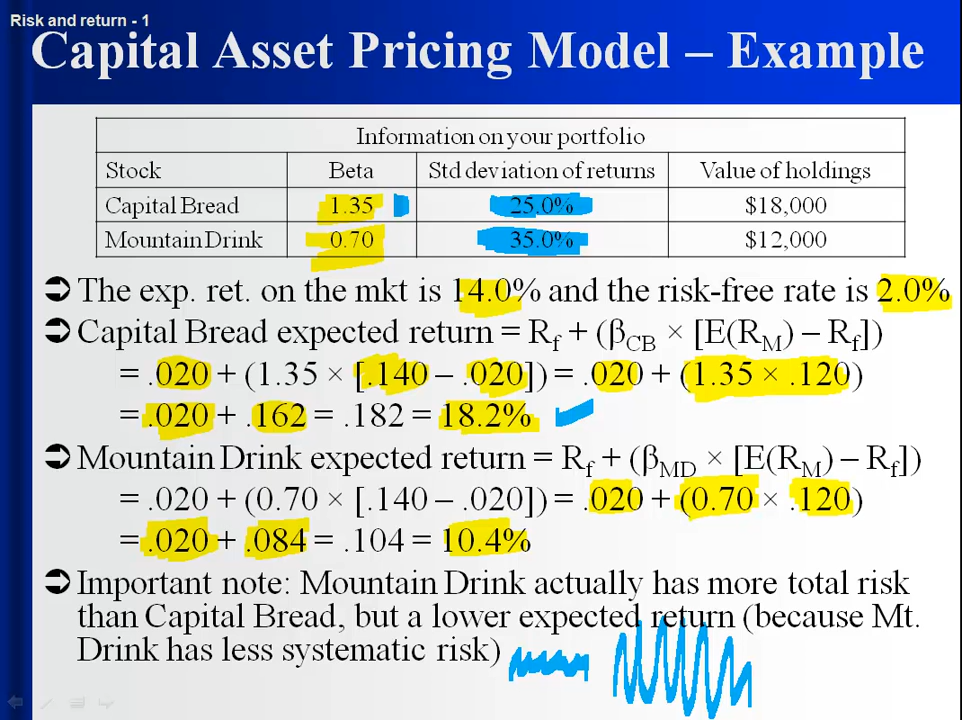 Risk and return - 1
Capital Asset Pricing Model – Example
Information on your portfolio
Stock Beta Std deviation of returns Value of holdings
Capital Bread 1.35 25.0% $18,000
Mountain Drink 0.70 35.0% $12,000
➲ The exp. ret. on the mkt is 14.0% and the risk-free rate is 2.0%
➲ Capital Bread expected return = Rf + (βCB × [E(RM) – Rf])
= .020 + (1.35 × [.140 – .020]) = .020 + (1.35 × .120)
= .020 + .162 = .182 = 18.2%
➲ Mountain Drink expected return = Rf + (βMD × [E(RM) – Rf])
= .020 + (0.70 × [.140 – .020]) = .020 + (0.70 × .120)
= .020 + .084 = .104 = 10.4%
➲ Important note: Mountain Drink actually has more total risk
than Capital Bread, but a lower expected return (because Mt.
Drink has less systematic risk)